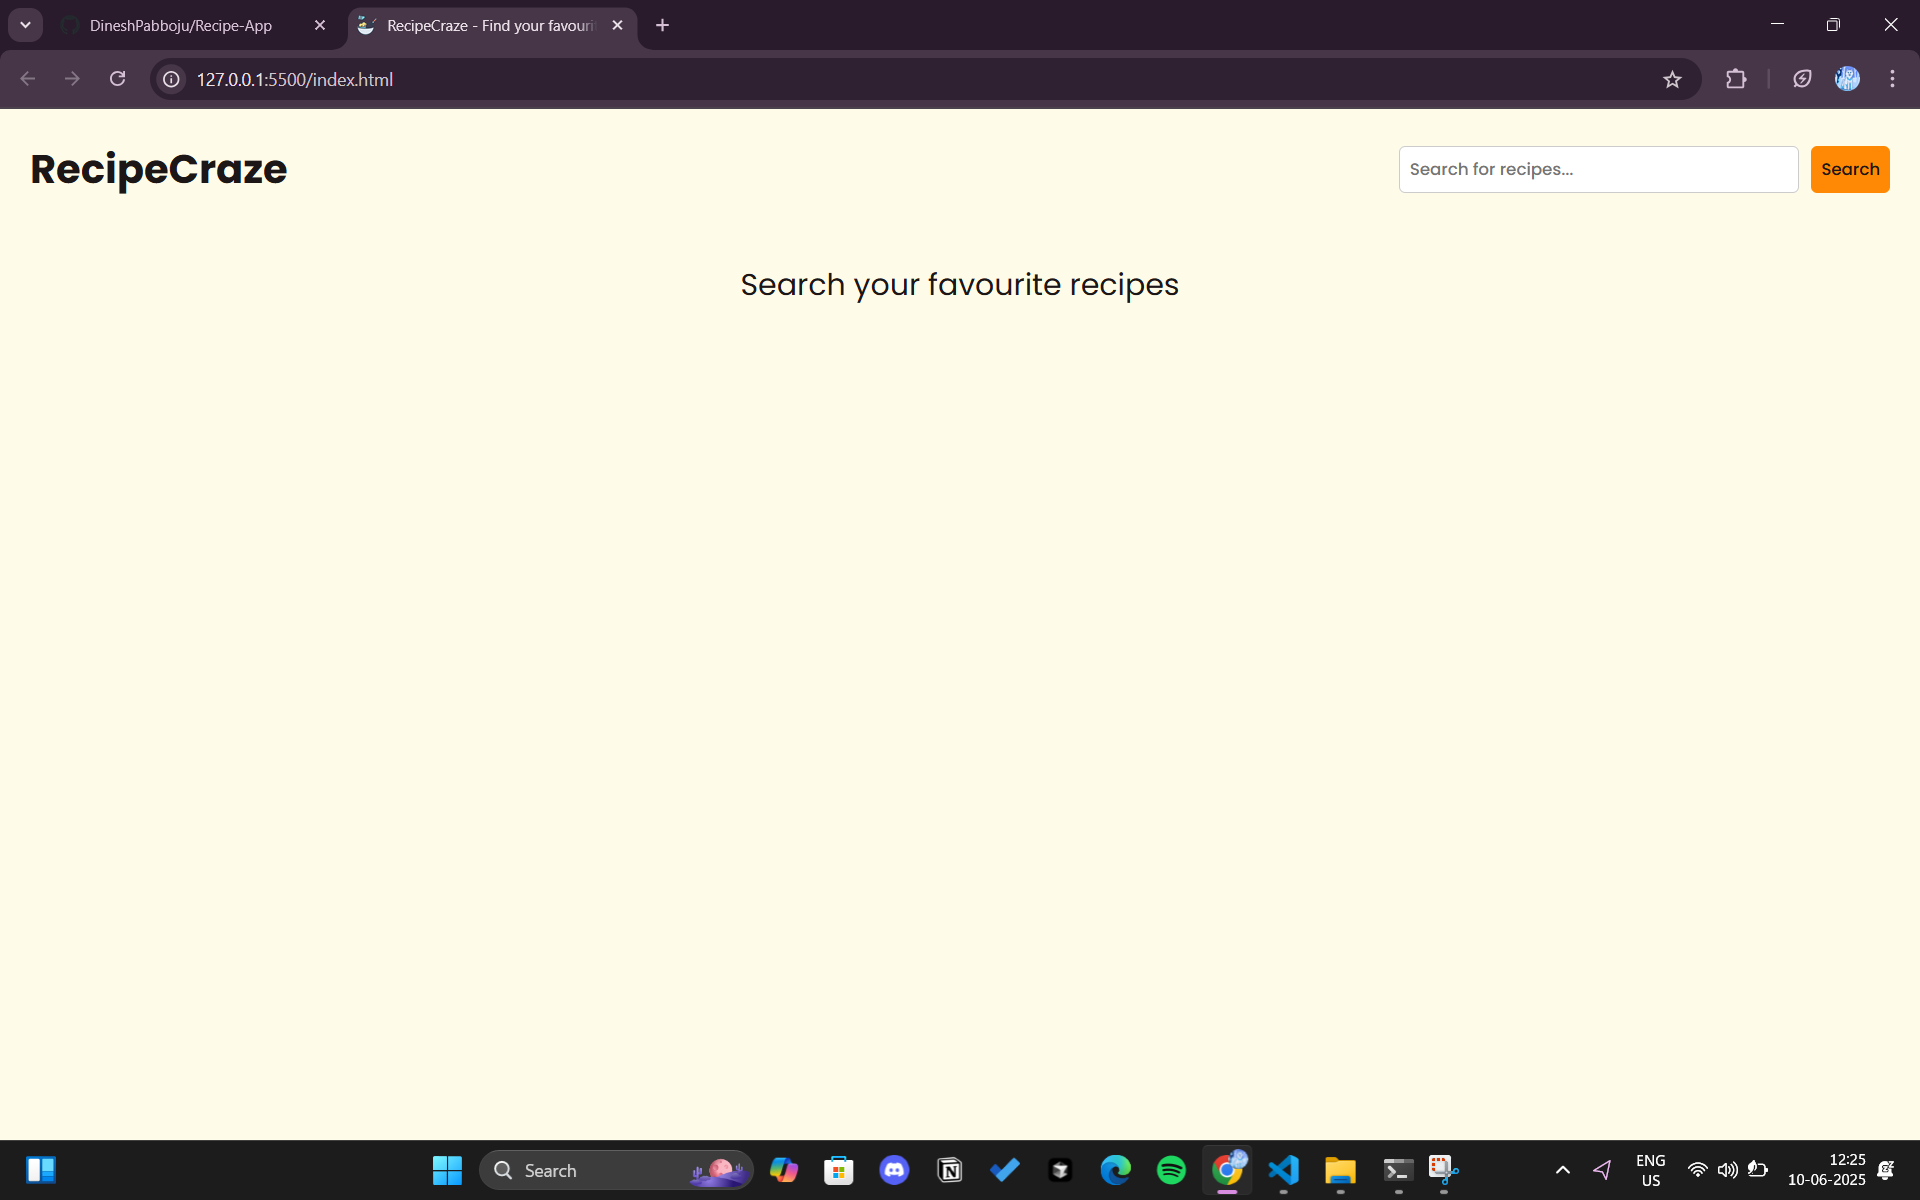 DineshPabboju/Recipe-App
RecipeCraze - Find your favouri
127.0.0.1:5500/index.html
RecipeCraze
Search for recipes...
Search
Search your favourite recipes
Search
ENG
US
12:25
10-06-2025